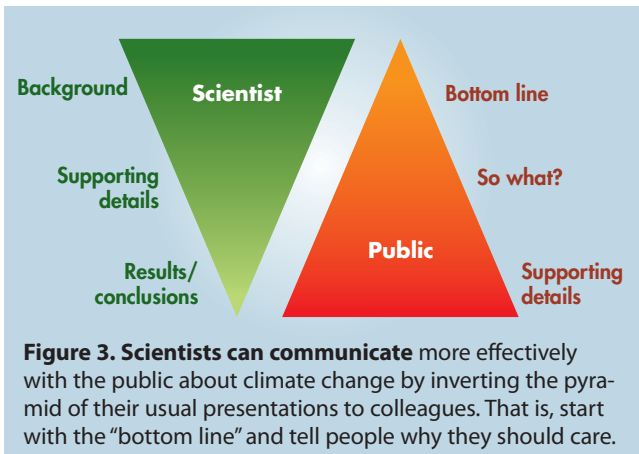 Background
Scientist
Supporting
details
Results/
conclusions
Bottom line
So what?
Public
Supporting
details
Figure 3. Scientists can communicate more effectively
with the public about climate change by inverting the pyra-
mid of their usual presentations to colleagues. That is, start
with the “bottom line” and tell people why they should care.